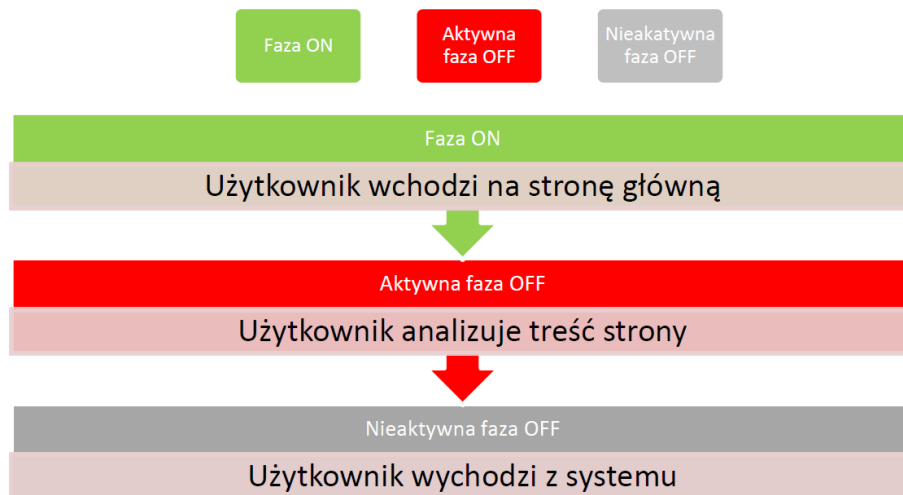 Faza ON
Aktywna
faza OFF
Nieakatywna
faza OFF
Faza ON
Użytkownik wchodzi na stronę główną
Aktywna faza OFF
Użytkownik analizuje treść strony
Nieaktywna faza OFF
Użytkownik wychodzi z systemu